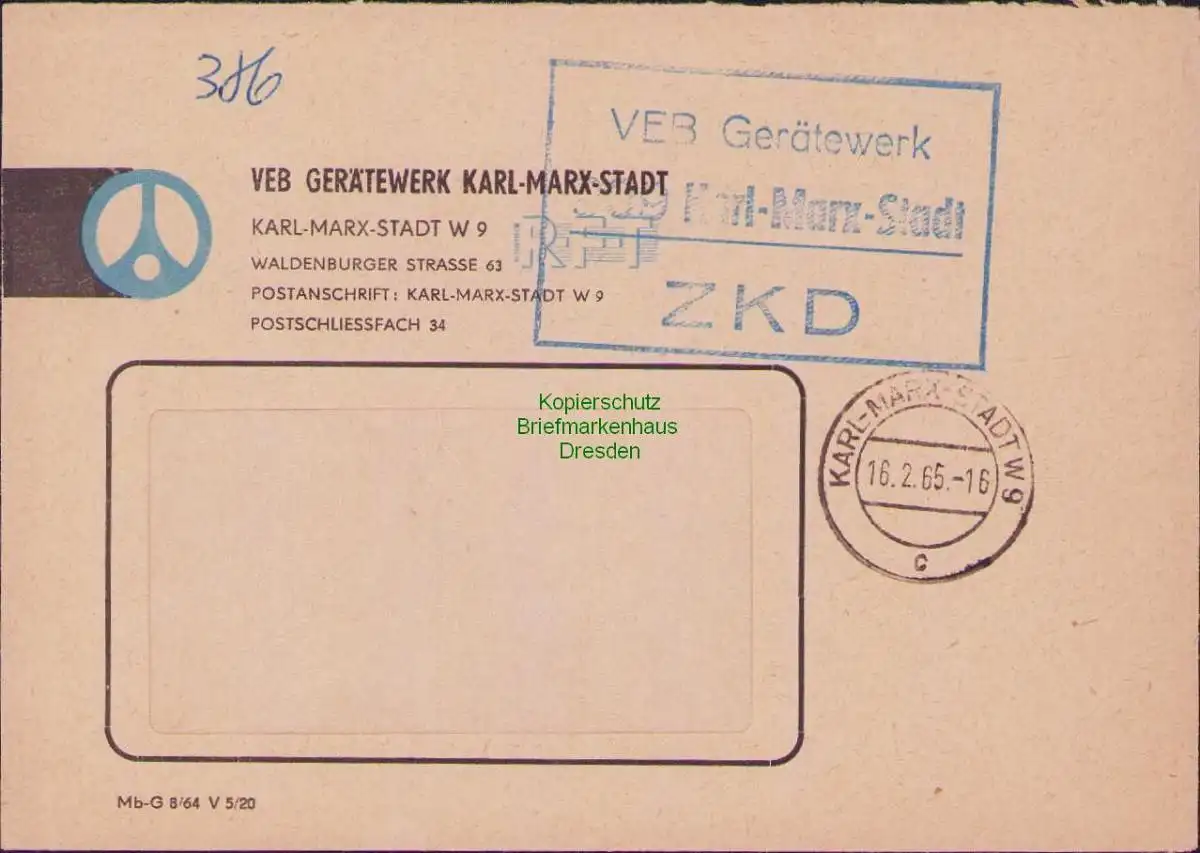 386
VEB Gerätewerk
Karl-Marx-Stadt
ZKD
VEB GERÄTEWERK KARL-MARX-STADT
KARL-MARX-STADT W 9
WALDENBURGER STRASSE 63
POSTANSCHRIFT: KARL-MARX-STADT W 9
POSTSCHLIESSFACH 34
R-F-T
Kopierschutz
Briefmarkenhaus
Dresden
KARL-MARX-STADT W 9
16.2.65.-16
c
Mb-G 8/64 V 5/20